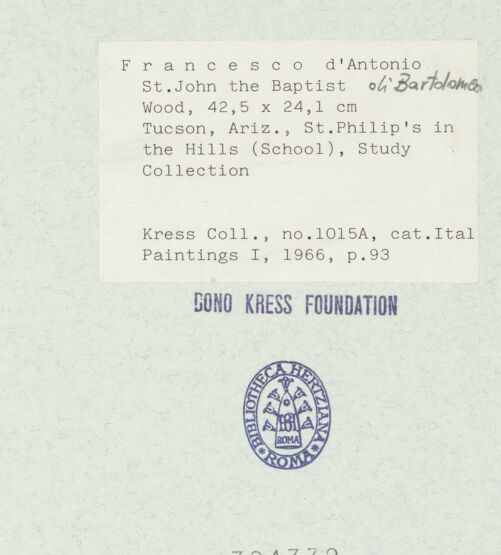 Francesco d'Antonio
St.John the Baptist di Bartolomeo
Wood, 42,5 x 24,1 cm
Tucson, Ariz., St.Philip's in
the Hills (School), Study
Collection
Kress Coll., no.1015A, cat.Ital
Paintings I, 1966, p.93
DONO KRESS FOUNDATION
BIBLIOTHECA HERTZIANA
ROMA
ROMA